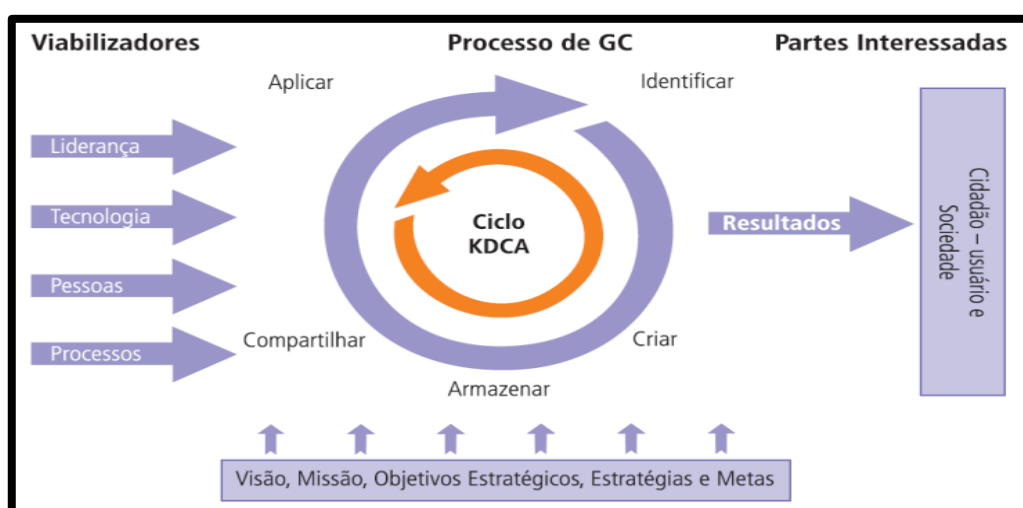 Viabilizadores
Processo de GC
Partes Interessadas
Aplicar
Identificar
Liderança
Tecnologia
Pessoas
Processos
Ciclo
KDCA
Compartilhar
Criar
Armazenar
Resultados
Cidadão – usuário e
Sociedade
Visão, Missão, Objetivos Estratégicos, Estratégias e Metas